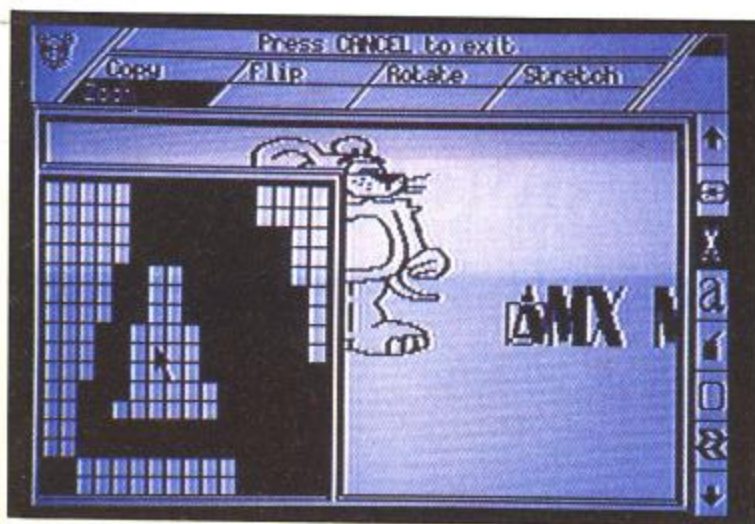 Press CANCEL to exit
Copy Flip Rotate Stretch
Zoom
a
AMX M